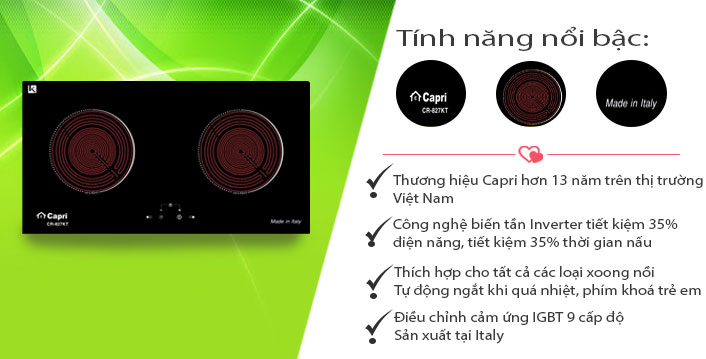 Capri
CR-827KT
Made in Italy
Tính năng nổi bậc:
Capri
CR-827KT
Made in Italy
Thương hiệu Capri hơn 13 năm trên thị trường
Việt Nam
Công nghệ biến tần Inverter tiết kiệm 35%
điện năng, tiết kiệm 35% thời gian nấu
Thích hợp cho tất cả các loại xoong nồi
Tự động ngắt khi quá nhiệt, phím khoá trẻ em
Điều chỉnh cảm ứng IGBT 9 cấp độ
Sản xuất tại Italy